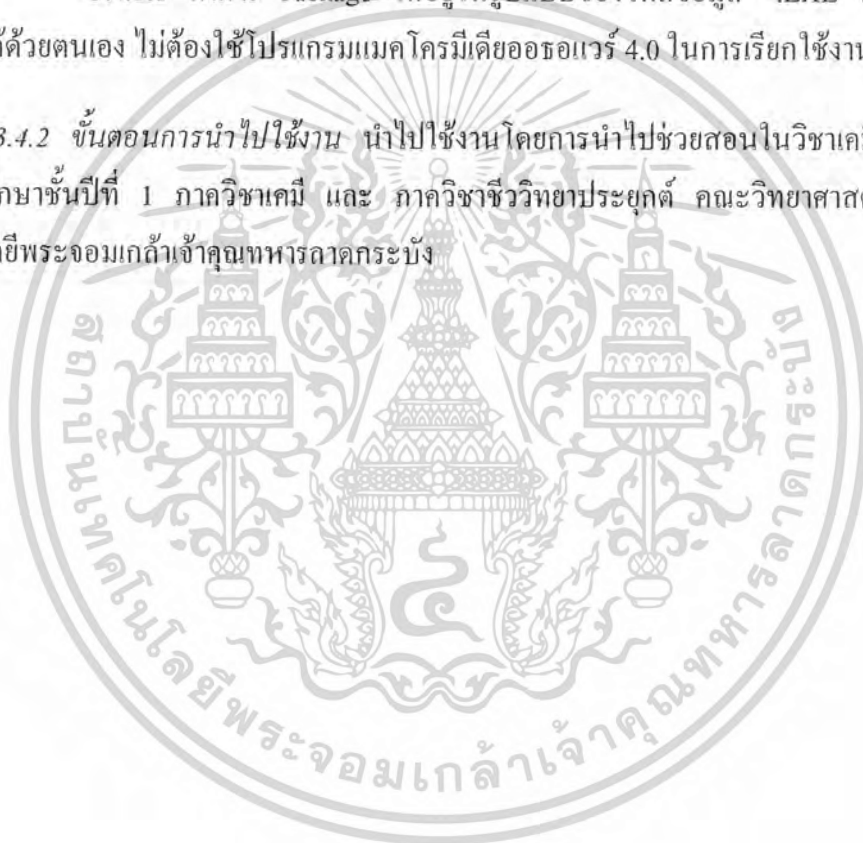 Package
ได้ด้วยตนเอง ไม่ต้องใช้โปรแกรมแมคโครมีเดียออธอแวร์ 4.0 ในการเรียกใช้งาน
3.4.2 ขั้นตอนการนำไปใช้งาน นำไปใช้งานโดยการนำไปช่วยสอนในวิชาเคมี
ศึกษาชั้นปีที่ 1 ภาควิชาเคมี และ ภาควิชาชีววิทยาประยุกต์ คณะวิทยาศาสตร์
ยีพระจอมเกล้าเจ้าคุณทหารลาดกระบัง
สถาบันเทคโนโลยีพระจอมเกล้าเจ้าคุณทหารลาดกระบัง